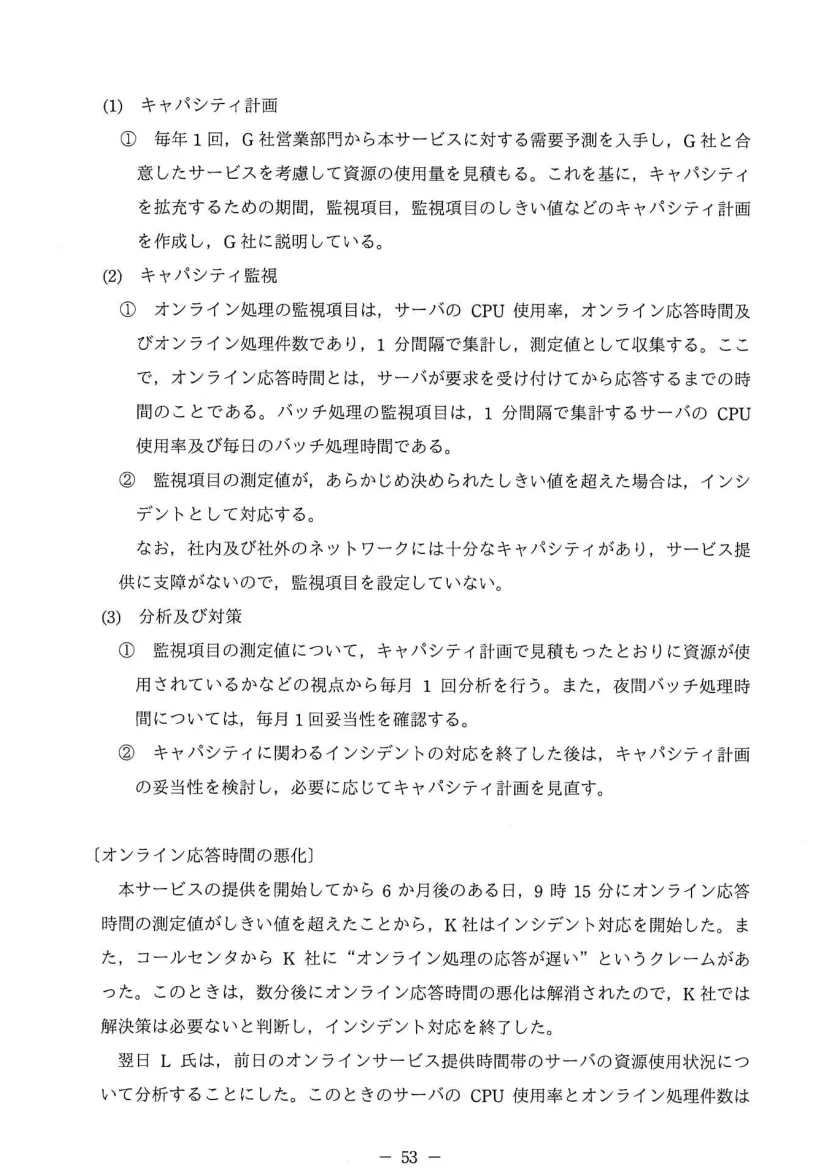 (1) キャパシティ計画
① 毎年1回，G社営業部門から本サービスに対する需要予測を入手し，G社と合
意したサービスを考慮して資源の使用量を見積もる。これを基に，キャパシティ
を拡充するための期間，監視項目，監視項目のしきい値などのキャパシティ計画
を作成し，G社に説明している。
(2) キャパシティ監視
① オンライン処理の監視項目は，サーバの CPU 使用率，オンライン応答時間及
びオンライン処理件数であり，1 分間隔で集計し，測定値として収集する。ここ
で，オンライン応答時間とは，サーバが要求を受け付けてから応答するまでの時
間のことである。バッチ処理の監視項目は，1 分間隔で集計するサーバの CPU
使用率及び毎日のバッチ処理時間である。
② 監視項目の測定値が，あらかじめ決められたしきい値を超えた場合は，インシ
デントとして対応する。
なお，社内及び社外のネットワークには十分なキャパシティがあり，サービス提
供に支障がないので，監視項目を設定していない。
(3) 分析及び対策
① 監視項目の測定値について，キャパシティ計画で見積もったとおりに資源が使
用されているかなどの視点から毎月 1 回分析を行う。また，夜間バッチ処理時
間については，毎月1回妥当性を確認する。
② キャパシティに関わるインシデントの対応を終了した後は，キャパシティ計画
の妥当性を検討し，必要に応じてキャパシティ計画を見直す。
〔オンライン応答時間の悪化〕
本サービスの提供を開始してから 6 か月後のある日，9 時 15 分にオンライン応答
時間の測定値がしきい値を超えたことから，K社はインシデント対応を開始した。ま
た，コールセンタから K 社に“オンライン処理の応答が遅い”というクレームがあ
った。このときは，数分後にオンライン応答時間の悪化は解消されたので，K社では
解決策は必要ないと判断し，インシデント対応を終了した。
翌日 L 氏は，前日のオンラインサービス提供時間帯のサーバの資源使用状況につ
いて分析することにした。このときのサーバの CPU 使用率とオンライン処理件数は
－ 53 －